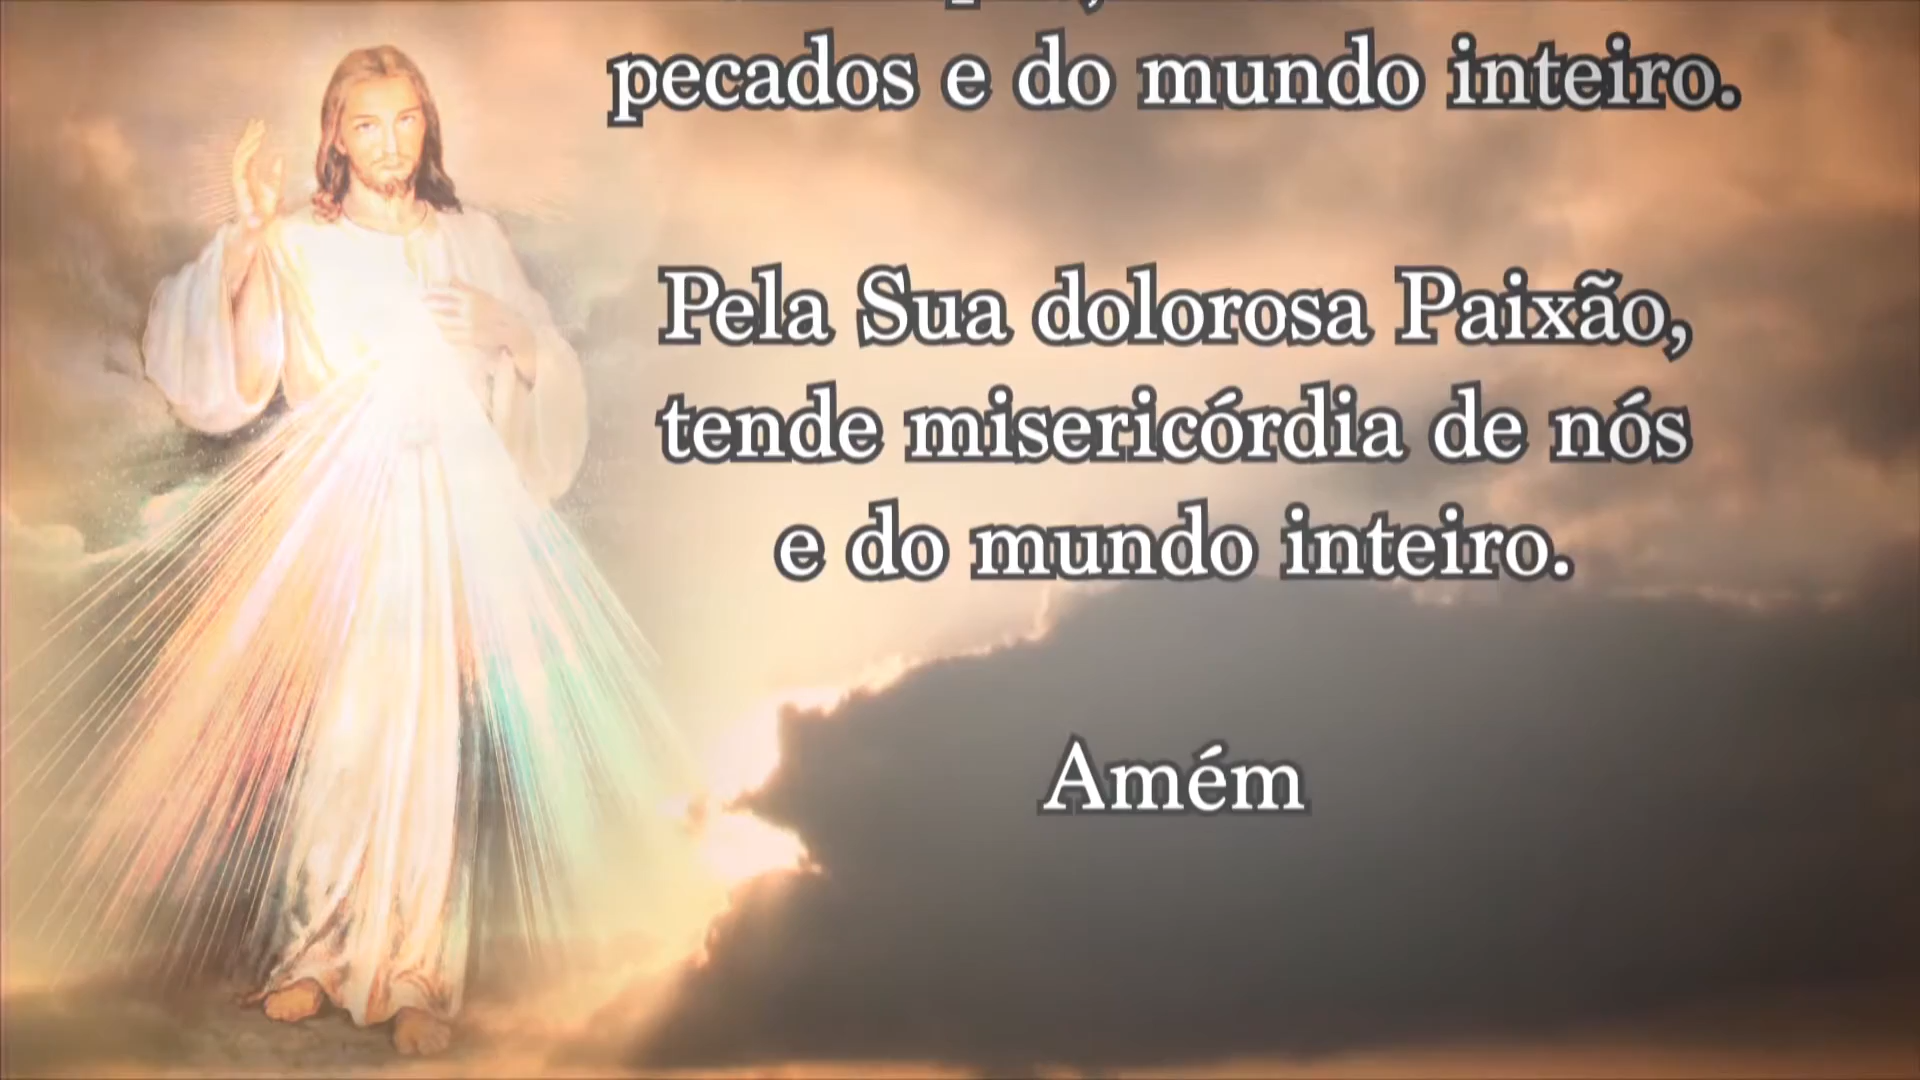 pecados e do mundo inteiro.
Pela Sua dolorosa Paixão,
tende misericórdia de nós
e do mundo inteiro.
Amém